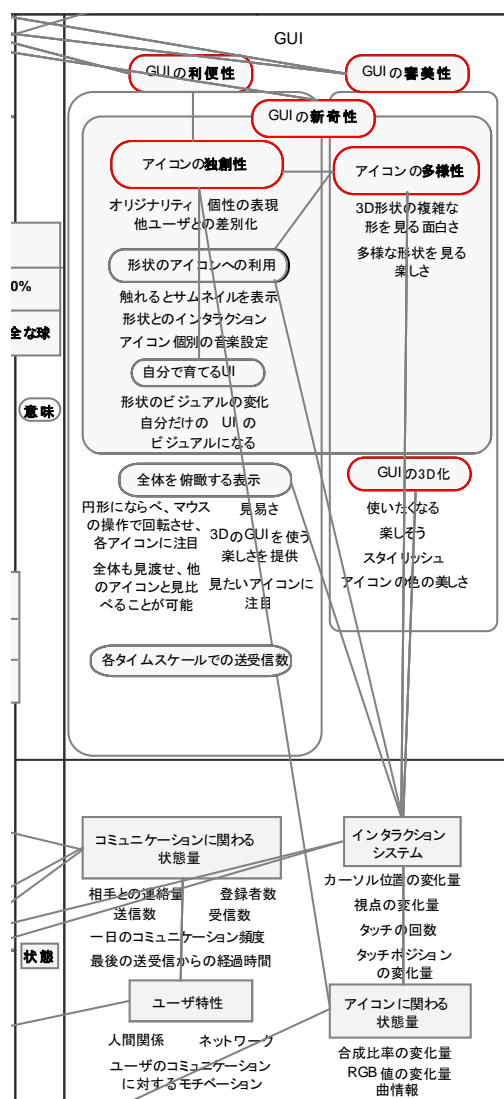 GUI
GUIの利便性
GUIの審美性
GUIの新奇性
アイコンの独創性
アイコンの多様性
オリジナリティ 個性の表現
他ユーザとの差別化
3D形状の複雑な
形を見る面白さ
多様な形状を見る
楽しさ
形状のアイコンへの利用
触れるとサムネイルを表示
形状とのインタラクション
アイコン個別の音楽設定
0%
全な球
自分で育てるUI
形状のビジュアルの変化
自分だけの UIの
ビジュアルになる
意味
全体を俯瞰する表示
円形にならべ、マウス
の操作で回転させ、
各アイコンに注目
全体も見渡せ、他
のアイコンと見比
べることが可能
見易さ
3DのGUIを使う
楽しさを提供
見たいアイコンに
注目
GUIの3D化
使いたくなる
楽しそう
スタイリッシュ
アイコンの色の美しさ
各タイムスケールでの送受信数
コミュニケーションに関わる
状態量
相手との連絡量 登録者数
送信数 受信数
一日のコミュニケーション頻度
最後の送受信からの経過時間
インタラクション
システム
カーソル位置の変化量
視点の変化量
タッチの回数
タッチポジション
の変化量
状態
ユーザ特性
人間関係 ネットワーク
ユーザのコミュニケーション
に対するモチベーション
アイコンに関わる
状態量
合成比率の変化量
RGB値の変化量
曲情報